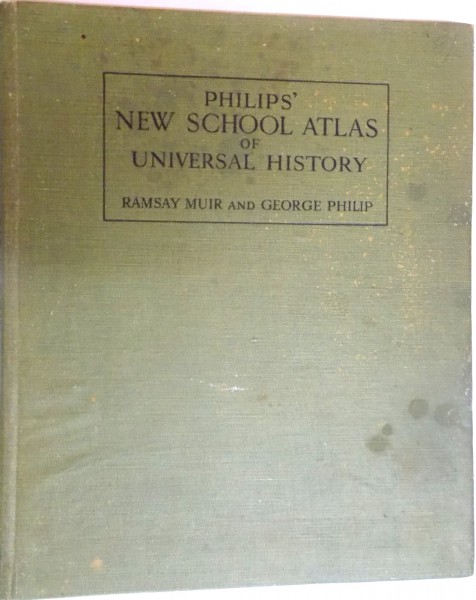 PHILIPS'
NEW SCHOOL ATLAS
OF
UNIVERSAL HISTORY
RAMSAY MUIR AND GEORGE PHILIP